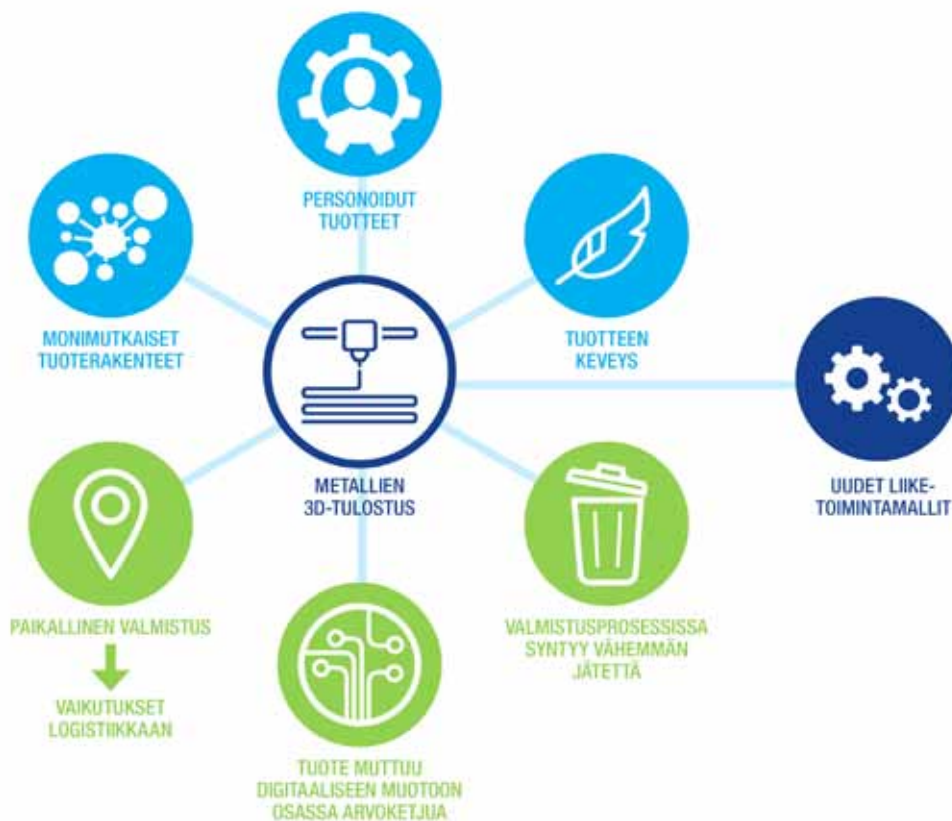 PERSONOIDUT
TUOTTEET
MONIMUTKAISET
TUOTERAKENTEET
TUOTTEEN
KEVEYS
METALLIEN
3D-TULOSTUS
UUDET LIIKE-
TOIMINTAMALLIT
PAIKALLINEN VALMISTUS
VAIKUTUKSET
LOGISTIIKKAAN
VALMISTUSPROSESSISSA
SYNTYY VÄHEMMÄN
JÄTETTÄ
TUOTE MUTTUU
DIGITAALISEEN MUOTOON
OSASSA ARVOKETJUA